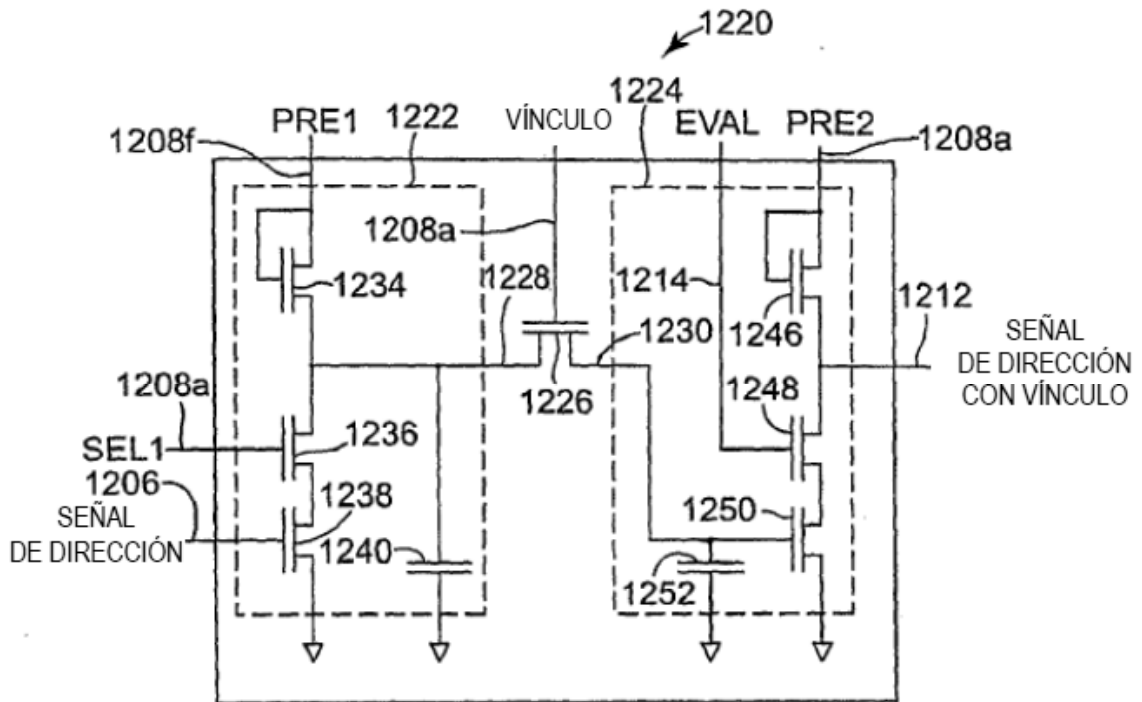 1220
1224
PRE1
1222
VÍNCULO
EVAL
PRE2
1208f
1208a
1208a
1234
1228
1214
1230
1246
1212
SEÑAL
DE DIRECCIÓN
CON VÍNCULO
1226
1208a
1248
SEL1
1236
1206
SEÑAL
DE DIRECCIÓN
1238
1240
1250
1252